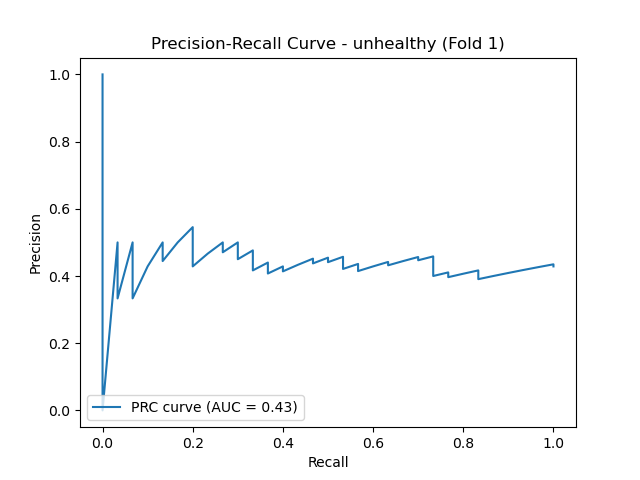 Precision-Recall Curve - unhealthy (Fold 1)
1.0
0.8
0.6
0.4
0.2
0.0
Precision
PRC curve (AUC = 0.43)
0.0 0.2 0.4 0.6 0.8 1.0
Recall